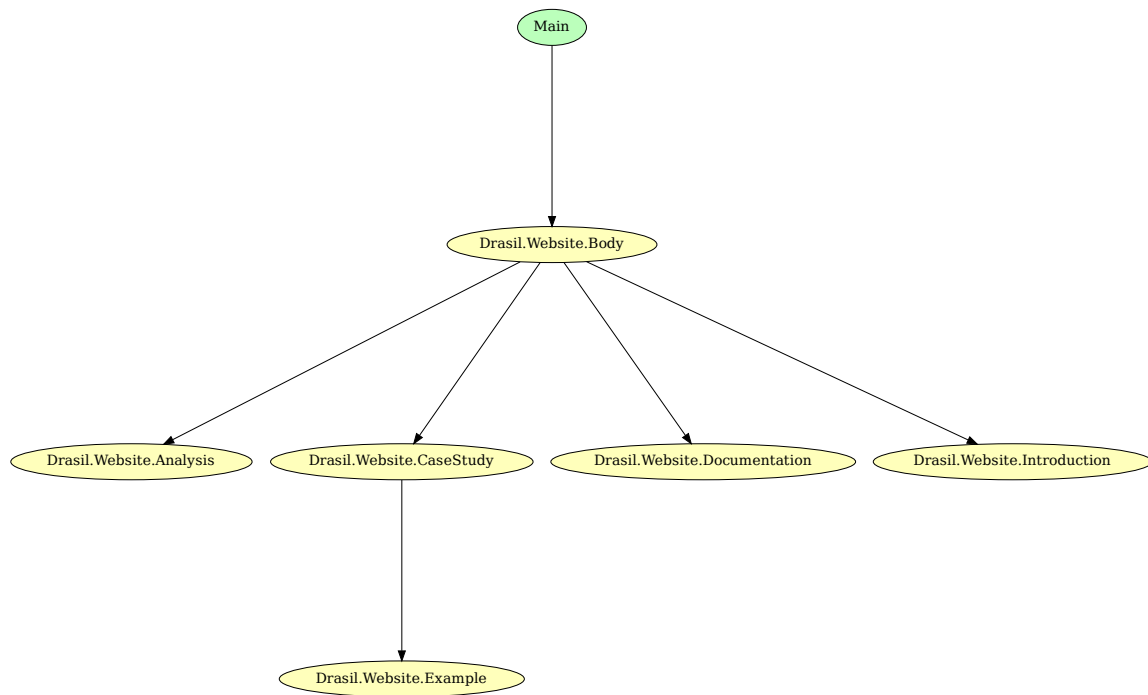 Main
Drasil.Website.Body
Drasil.Website.Analysis
Drasil.Website.CaseStudy
Drasil.Website.Documentation
Drasil.Website.Introduction
Drasil.Website.Example